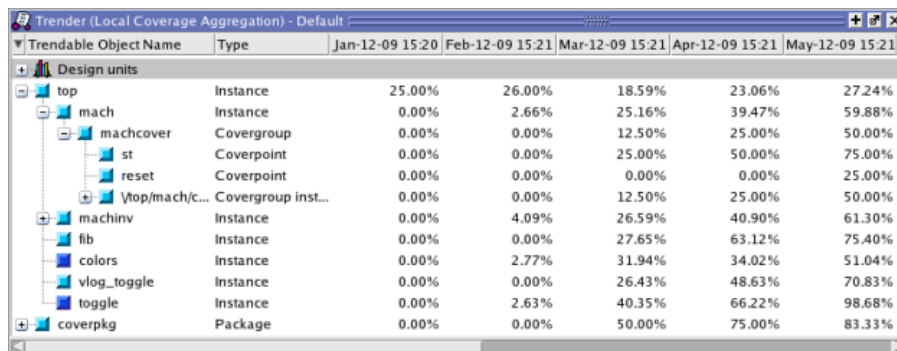 Trender (Local Coverage Aggregation) - Default
Trendable Object Name Type Jan-12-09 15:20 Feb-12-09 15:21 Mar-12-09 15:21 Apr-12-09 15:21 May-12-09 15:21
Design units
top Instance 25.00% 26.00% 18.59% 23.06% 27.24%
mach Instance 0.00% 2.66% 25.16% 39.47% 59.88%
machcover Covergroup 0.00% 0.00% 12.50% 25.00% 50.00%
st Coverpoint 0.00% 0.00% 25.00% 50.00% 75.00%
reset Coverpoint 0.00% 0.00% 0.00% 0.00% 25.00%
\/top/mach/c... Covergroup inst... 0.00% 0.00% 12.50% 25.00% 50.00%
machinv Instance 0.00% 4.09% 26.59% 40.90% 61.30%
fib Instance 0.00% 0.00% 27.65% 63.12% 75.40%
colors Instance 0.00% 2.77% 31.94% 34.02% 51.04%
vlog_toggle Instance 0.00% 0.00% 26.43% 48.63% 70.83%
toggle Instance 0.00% 2.63% 40.35% 66.22% 98.68%
coverpkg Package 0.00% 0.00% 50.00% 75.00% 83.33%